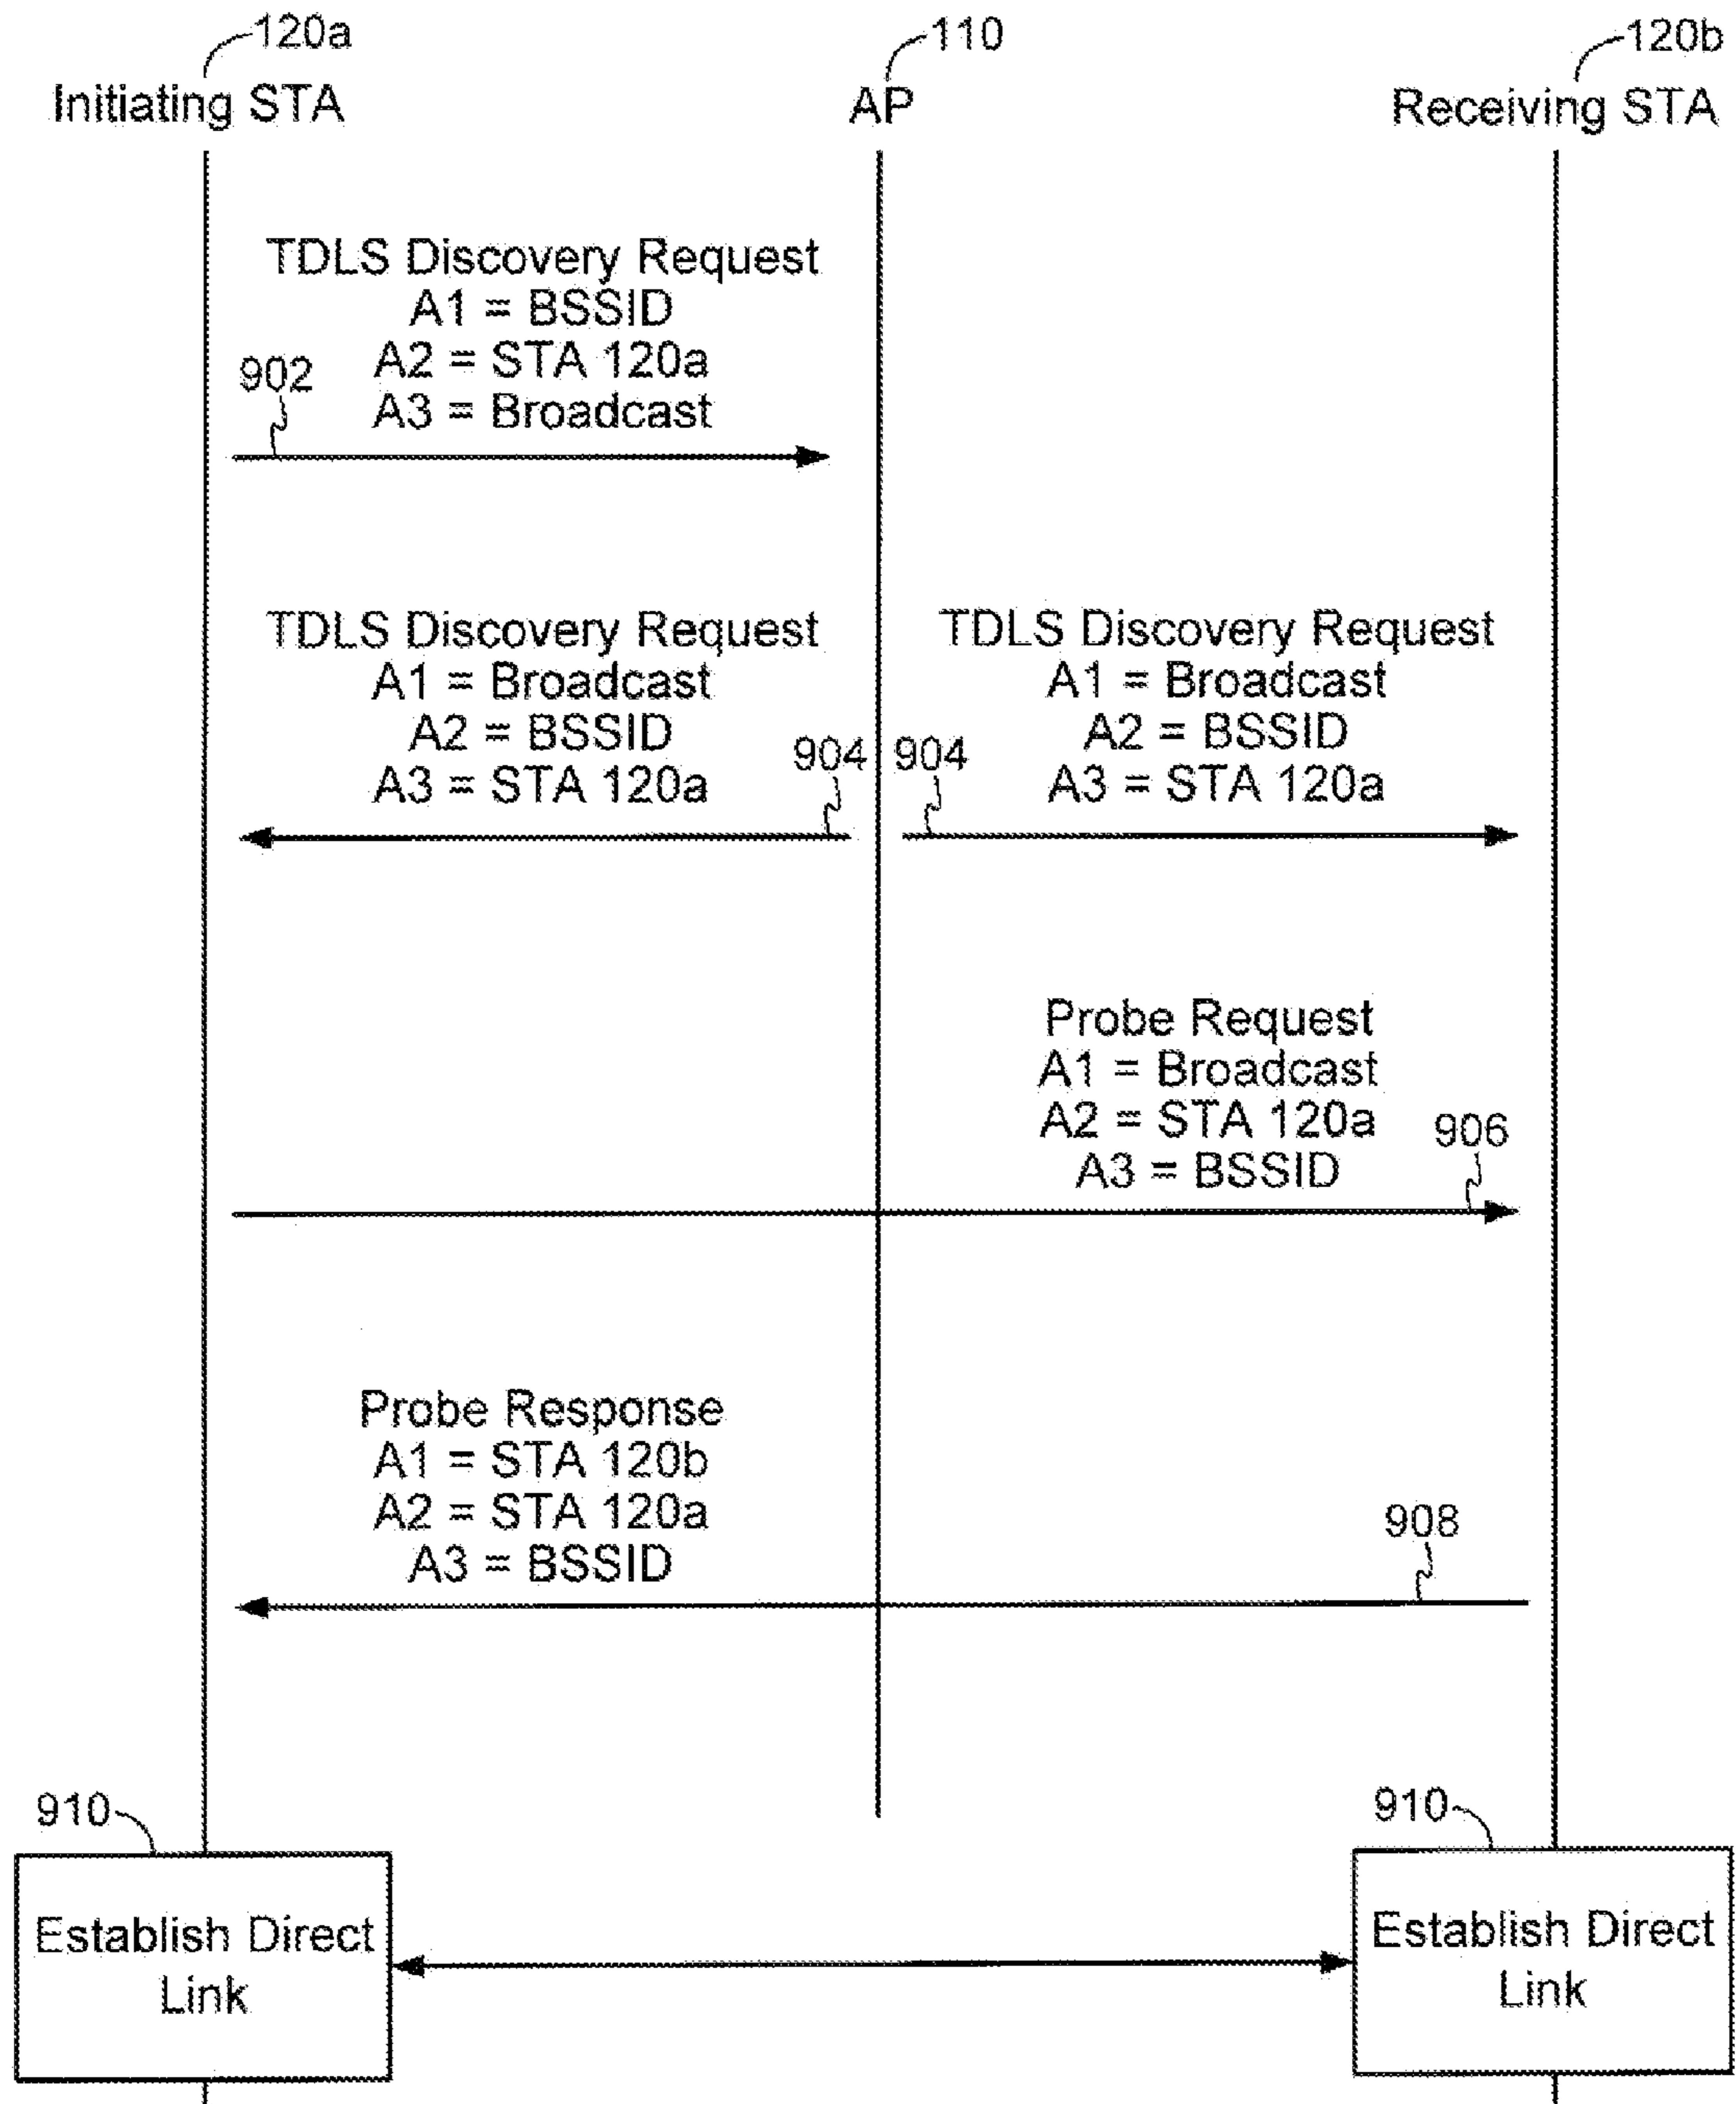 120a
110
120b
Initiating STA
AP
Receiving STA
TDLS Discovery Request
A1 = BSSID
A2 = STA 120a
A3 = Broadcast
902
TDLS Discovery Request
A1 = Broadcast
A2 = BSSID
A3 = STA 120a
904
904
TDLS Discovery Request
A1 = Broadcast
A2 = BSSID
A3 = STA 120a
Probe Request
A1 = Broadcast
A2 = STA 120a
A3 = BSSID
906
Probe Response
A1 = STA 120b
A2 = STA 120a
A3 = BSSID
908
910
Establish Direct
Link
910
Establish Direct
Link